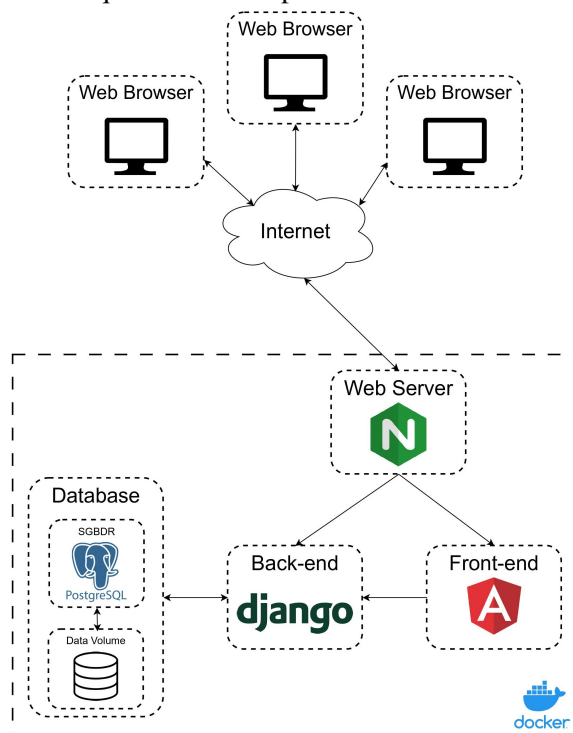 Web Browser
Web Browser
Web Browser
Internet
Web Server
N
Database
SGBDR
PostgreSQL
Data Volume
Back-end
django
Front-end
A
docker